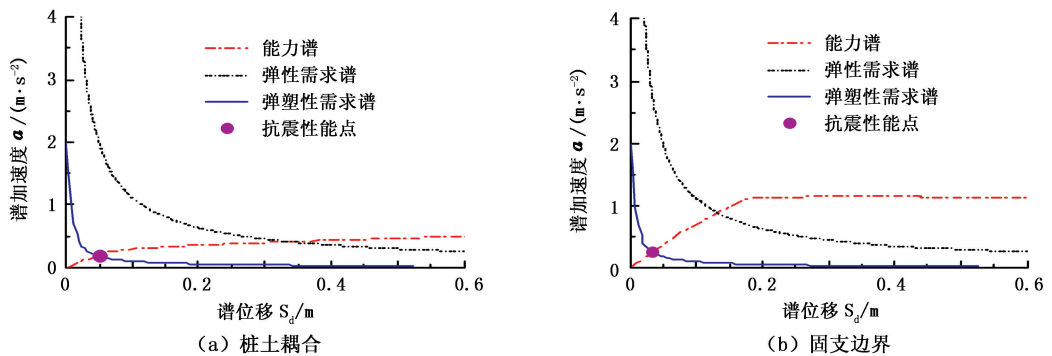 4
3
2
1
0
谱加速度 a /(m·s⁻²)
能力谱
弹性需求谱
弹塑性需求谱
抗震性能点
0 0.2 0.4 0.6
谱位移 S_d/m
(a) 桩土耦合
4
3
2
1
0
谱加速度 a /(m·s⁻²)
能力谱
弹性需求谱
弹塑性需求谱
抗震性能点
0 0.2 0.4 0.6
谱位移 S_d/m
(b) 固支边界